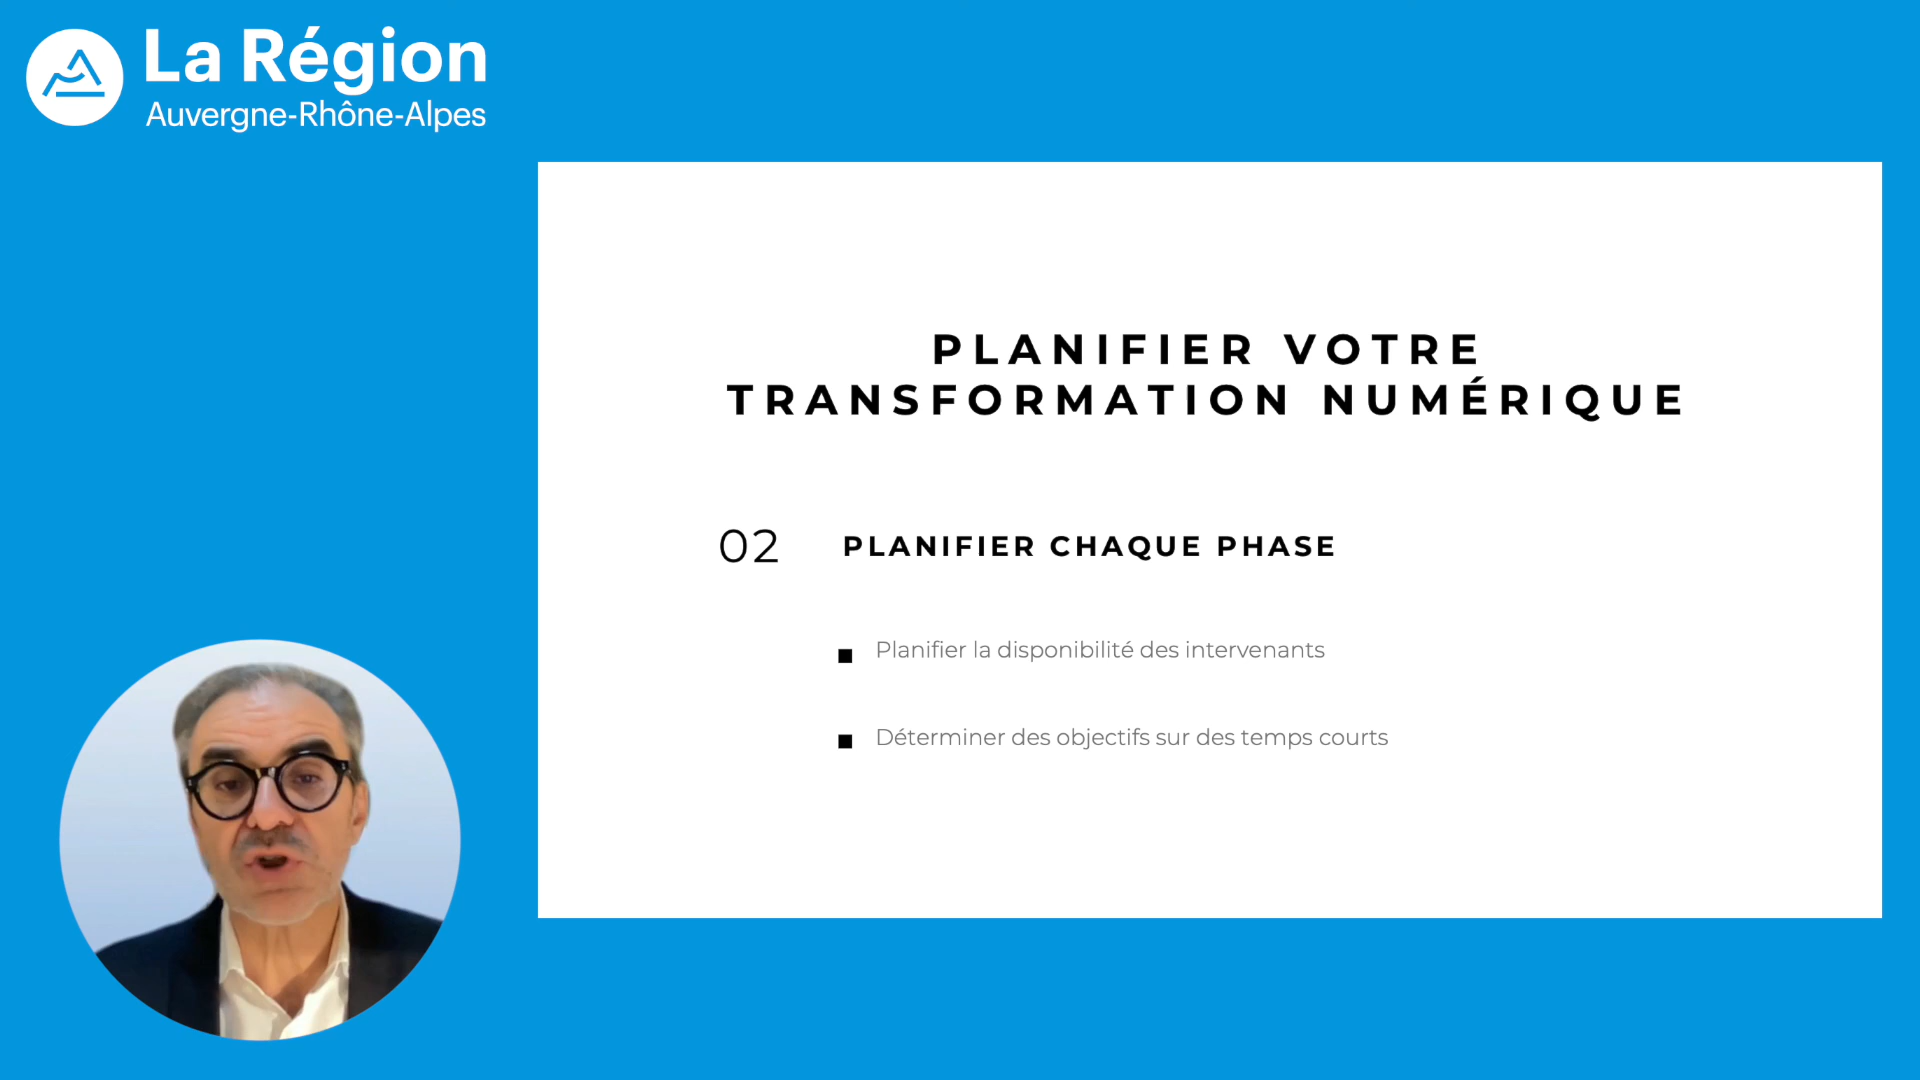 La Région
Auvergne-Rhône-Alpes
PLANIFIER VOTRE
TRANSFORMATION NUMÉRIQUE
02 PLANIFIER CHAQUE PHASE
Planifier la disponibilité des intervenants
Déterminer des objectifs sur des temps courts